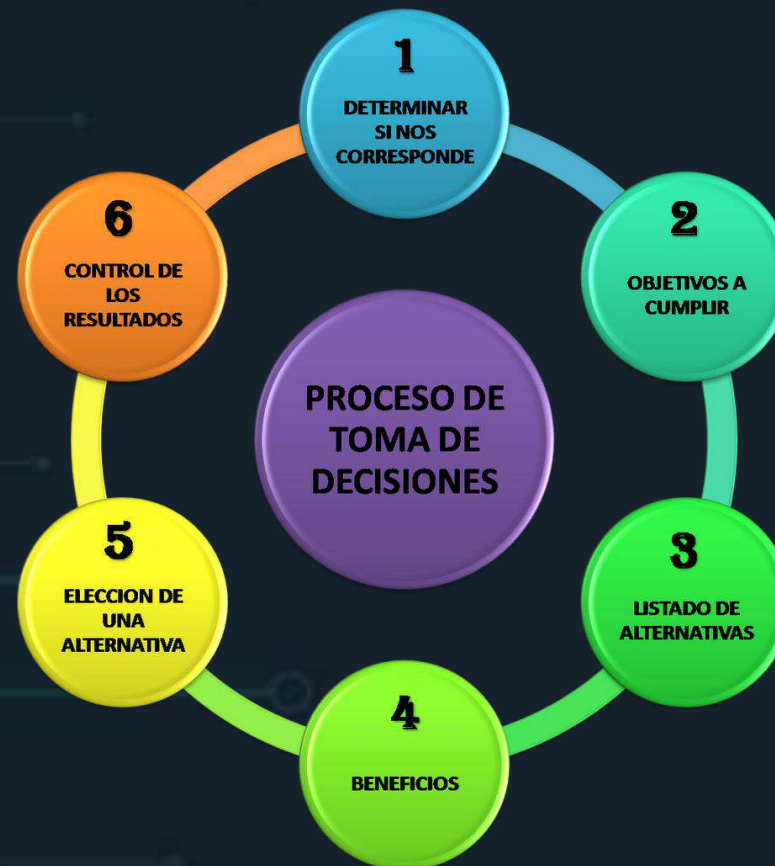 1
DETERMINAR
SI NOS
CORRESPONDE
2
OBJETIVOS A
CUMPLIR
3
LISTADO DE
ALTERNATIVAS
4
BENEFICIOS
5
ELECCION DE
UNA
ALTERNATIVA
6
CONTROL DE
LOS
RESULTADOS
PROCESO DE
TOMA DE
DECISIONES